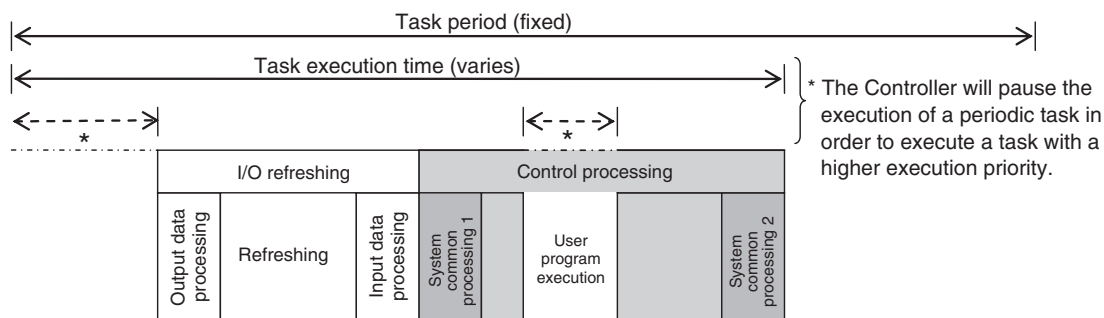 Task period (fixed)
Task execution time (varies)
*
*
* The Controller will pause the
execution of a periodic task in
order to execute a task with a
higher execution priority.
I/O refreshing
Control processing
Output data
processing
Refreshing
Input data
processing
System
common
processing 1
User
program
execution
System
common
processing 2